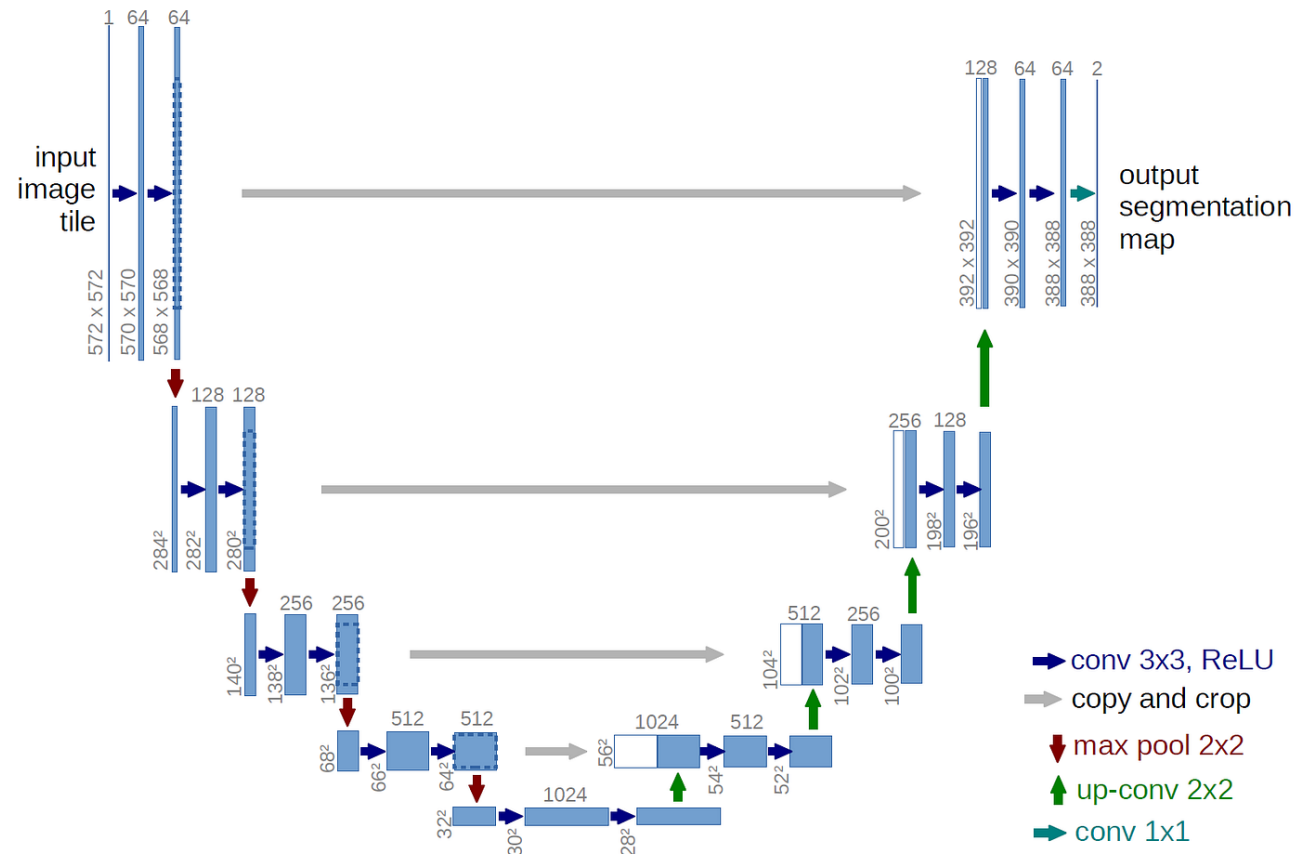 1 64 64
128 64 64 2
input
image
tile
output
segmentation
map
572 x 572
570 x 570
568 x 568
392 x 392
390 x 390
388 x 388
388 x 388
128 128
256 128
284²
282²
280²
200²
198²
196²
256 256
512 256
140²
138²
136²
104²
102²
100²
512 512
1024 512
68²
66²
64²
56²
54²
52²
1024
32²
30²
28²
conv 3x3, ReLU
copy and crop
max pool 2x2
up-conv 2x2
conv 1x1